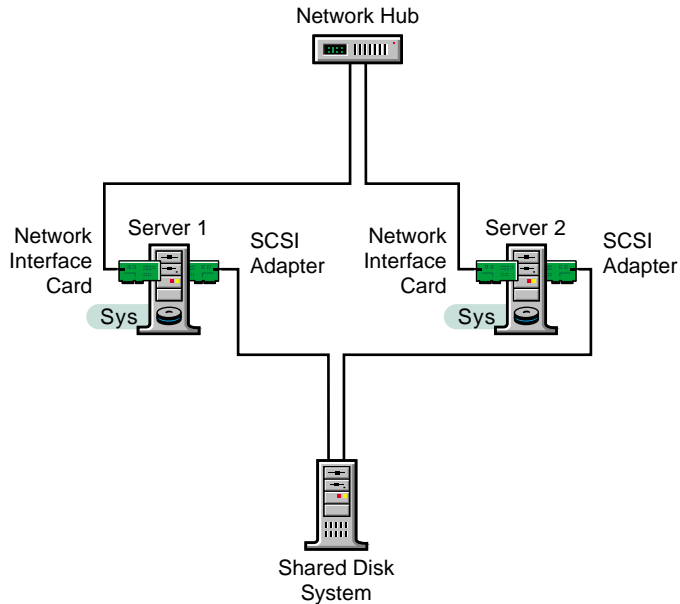 Network Hub
Server 1
Network
Interface
Card
SCSI
Adapter
Sys
Server 2
Network
Interface
Card
SCSI
Adapter
Sys
Shared Disk
System